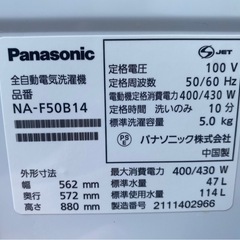 Panasonic
全自動電気洗濯機
品番
NA-F50B14
外形寸法
幅 562 mm
奥行 572 mm
高さ 880 mm
JET
定格電圧 100 V
定格周波数 50/60 Hz
電動機定格消費電力 400/430 W
定格時間 洗いのみ 10 分
標準洗濯容量 5.0 kg
PS E
パナソニック株式会社
中国製
最大消費電力 400/430 W
標準水量 47 L
標準使用水量 114 L
製造番号 2111402966